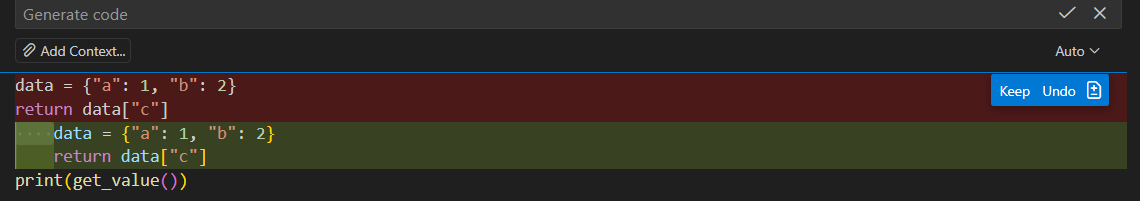 Generate code
Add Context... Auto
data = {"a": 1, "b": 2}
Keep Undo
return data["c"]
    data = {"a": 1, "b": 2}
    return data["c"]
print(get_value())